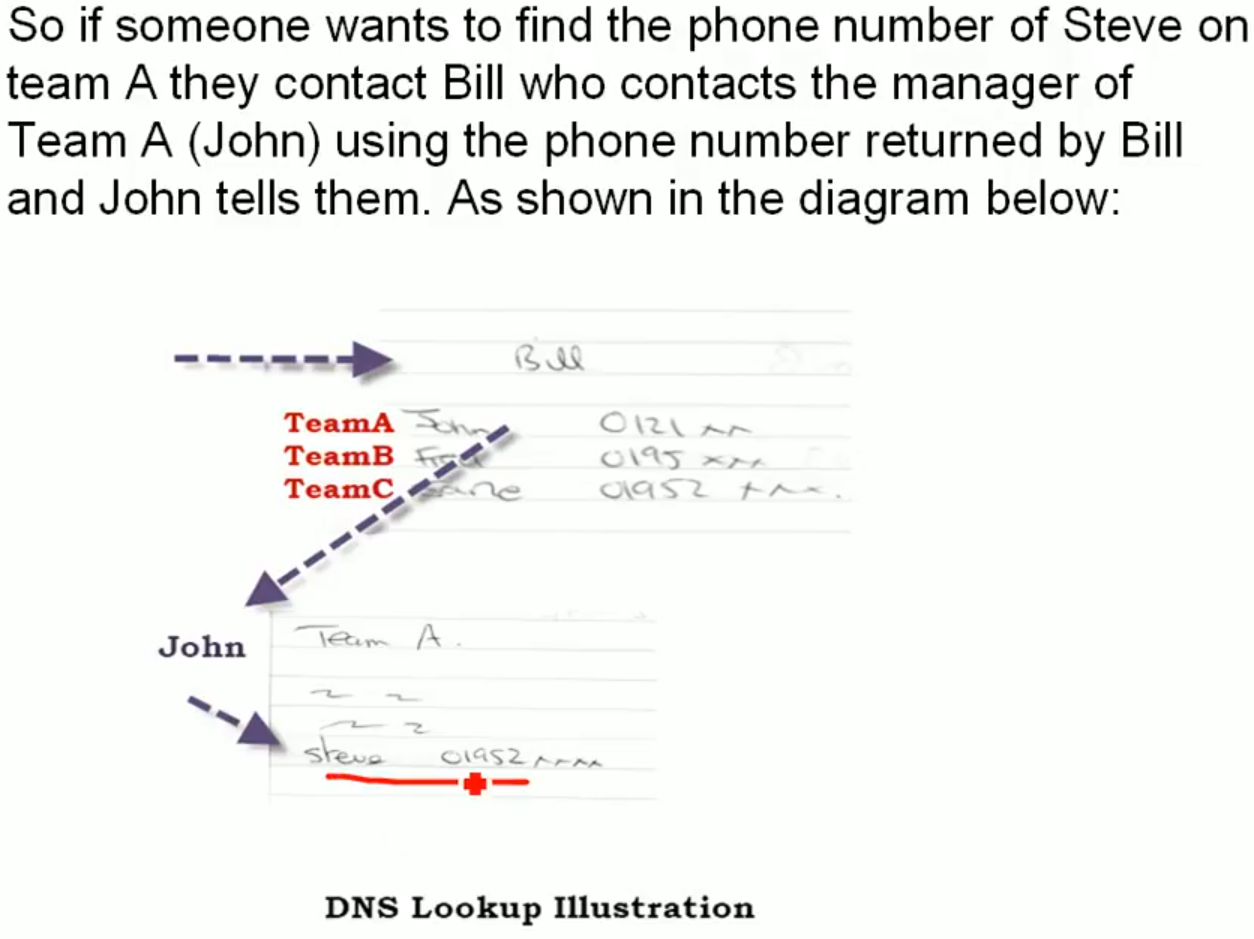 So if someone wants to find the phone number of Steve on
team A they contact Bill who contacts the manager of
Team A (John) using the phone number returned by Bill
and John tells them. As shown in the diagram below:
Bill
TeamA John 0121 xx
TeamB Fred 0195 xxx
TeamC Jane 01952 xxx.
John
Team A.
Steve 01952 xxxx
DNS Lookup Illustration